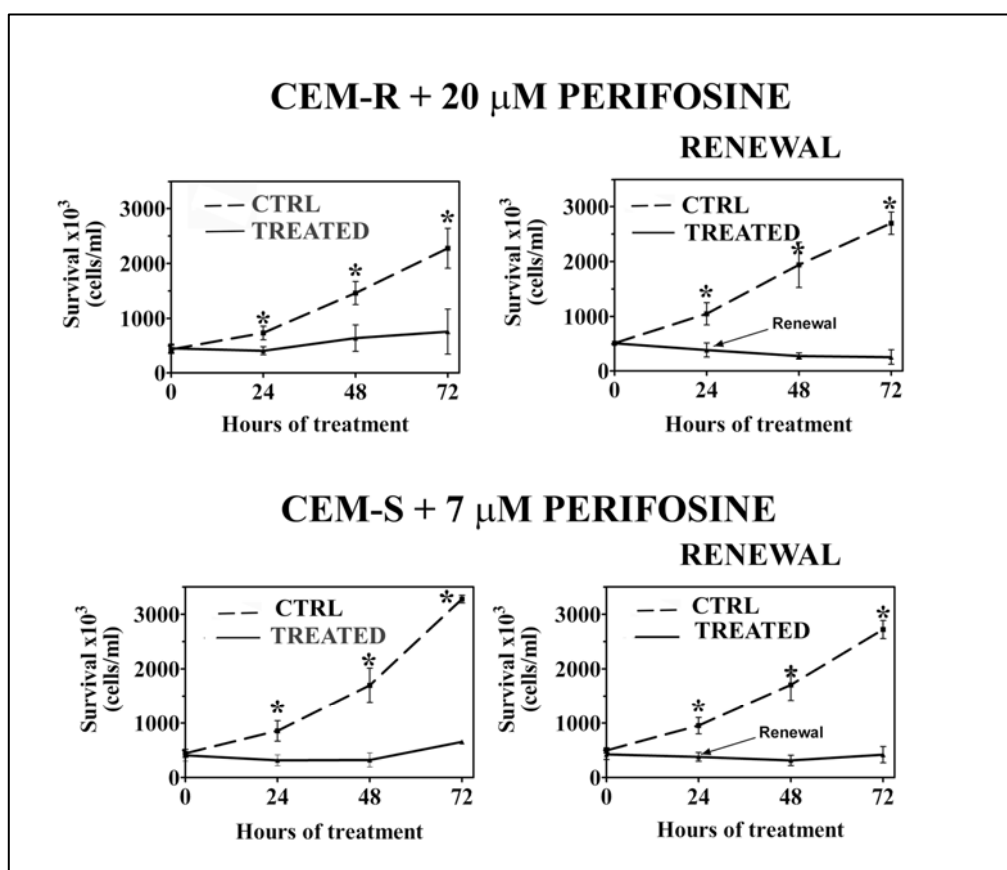 CEM-R + 20 μM PERIFOSINE
RENEWAL
Survival x10³
(cells/ml)
3000
2000
1000
0
CTRL
TREATED
*
*
*
0 24 48 72
Hours of treatment
Survival x10³
(cells/ml)
3000
2000
1000
0
CTRL
TREATED
Renewal
*
*
*
0 24 48 72
Hours of treatment
CEM-S + 7 μM PERIFOSINE
RENEWAL
Survival x10³
(cells/ml)
3000
2000
1000
0
CTRL
TREATED
*
*
*
0 24 48 72
Hours of treatment
Survival x10³
(cells/ml)
3000
2000
1000
0
CTRL
TREATED
Renewal
*
*
*
0 24 48 72
Hours of treatment